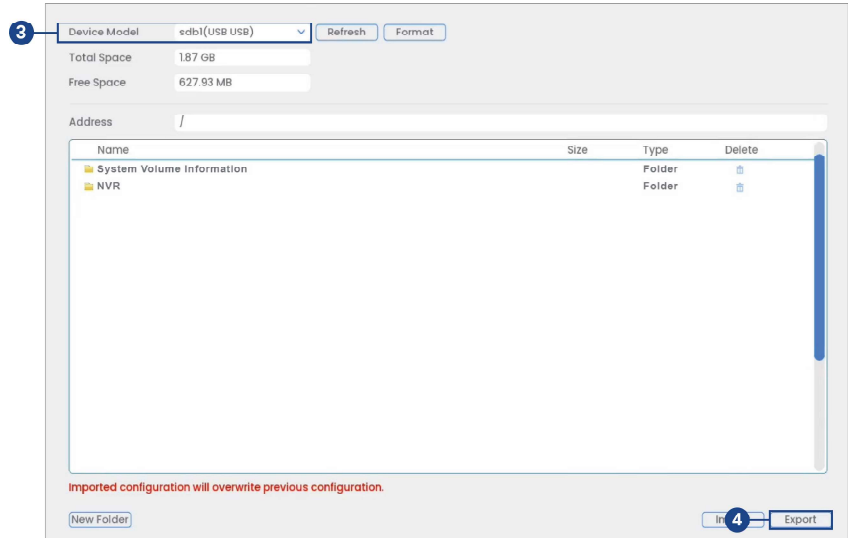 3 Device Model sdb1(USB USB) Refresh Format
Total Space 1.87 GB
Free Space 627.93 MB
Address /
Name Size Type Delete
System Volume Information Folder
NVR Folder
Imported configuration will overwrite previous configuration.
New Folder 4 Export